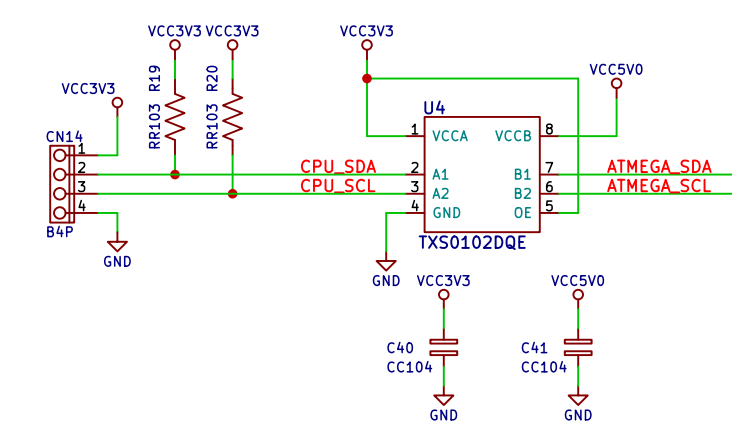 VCC3V3 VCC3V3 VCC3V3
R19 R20
VCC5V0
VCC3V3
RR103 RR103
U4
CN14
1 VCCA VCCB 8
1
2 CPU_SDA 2 A1 B1 7 ATMEGA_SDA
3 CPU_SCL 3 A2 B2 6 ATMEGA_SCL
4 4 GND OE 5
B4P
TXS0102DQE
GND
GND
VCC3V3 VCC5V0
C40 C41
CC104 CC104
GND GND